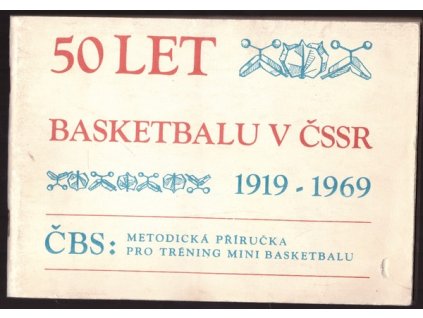 50 LET
BASKETBALU V ČSSR
1919 - 1969
ČBS: METODICKÁ PŘÍRUČKA
PRO TRÉNING MINI BASKETBALU